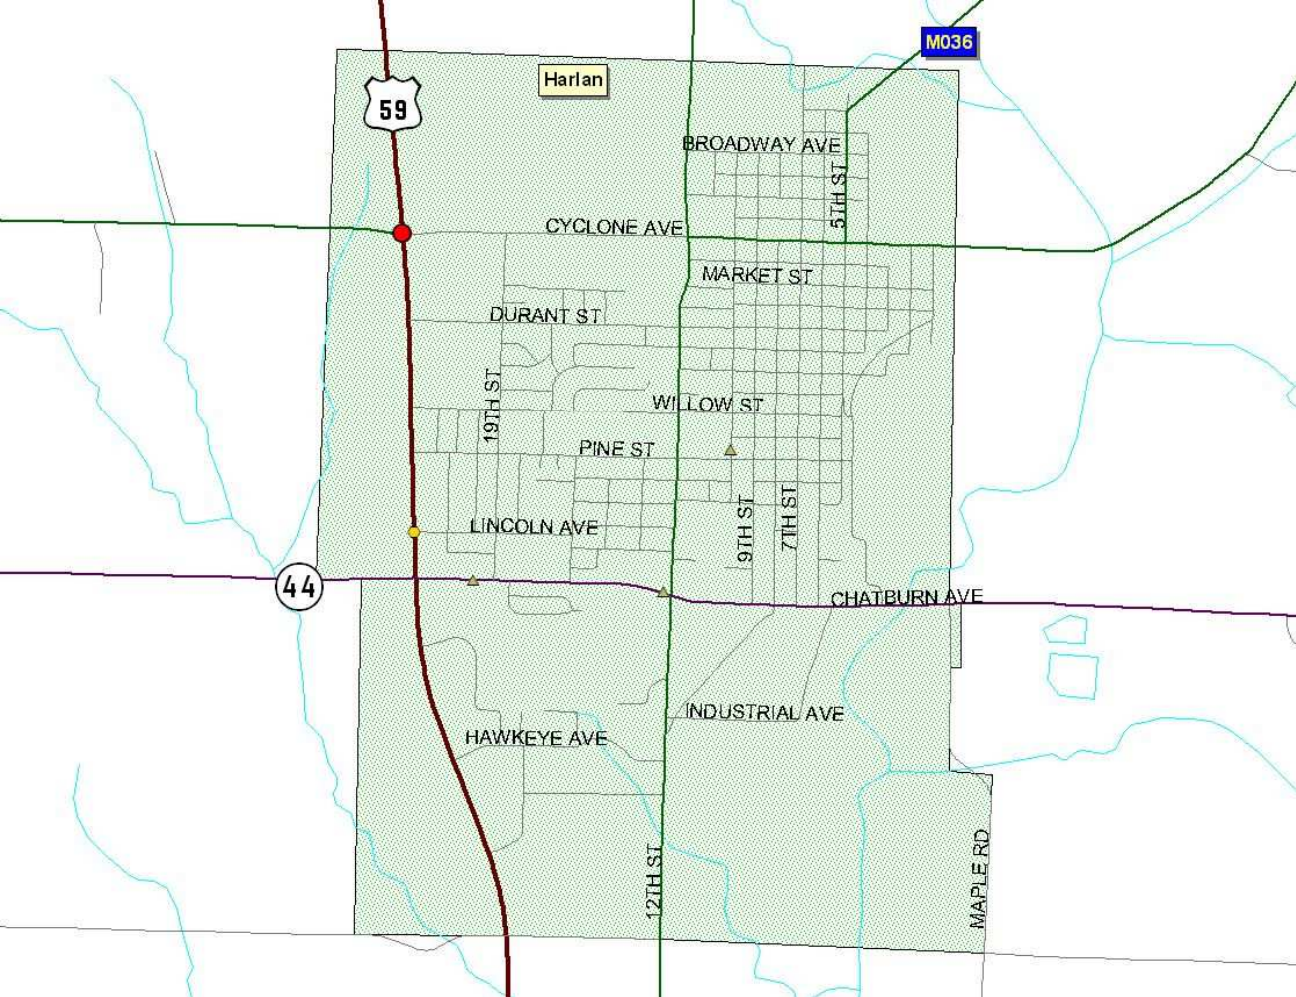 M036
Harlan
59
BROADWAY AVE
5TH ST
CYCLONE AVE
MARKET ST
DURANT ST
19TH ST
WILLOW ST
PINE ST
9TH ST
7TH ST
LINCOLN AVE
44
CHATBURN AVE
INDUSTRIAL AVE
HAWKEYE AVE
12TH ST
MAPLE RD